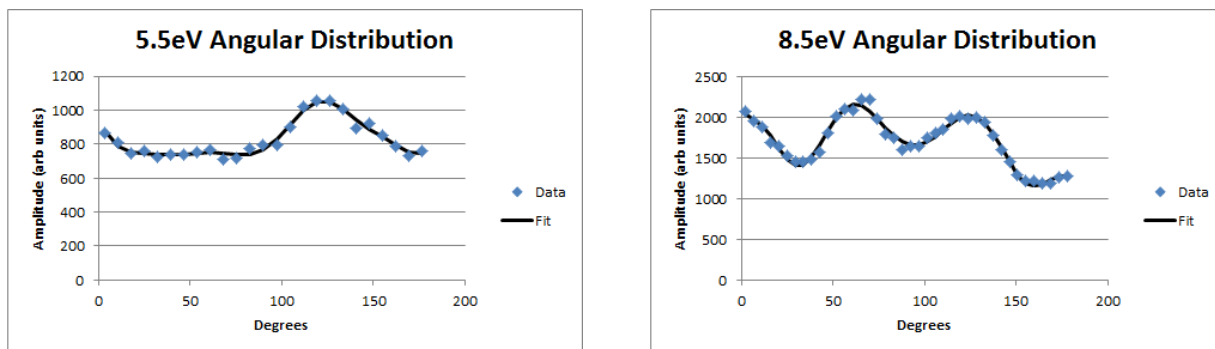 5.5eV Angular Distribution
1200
1000
800
600
400
200
0
0 50 100 150 200
Amplitude (arb units)
Degrees
Data
Fit
8.5eV Angular Distribution
2500
2000
1500
1000
500
0
0 50 100 150 200
Amplitude (arb units)
Degrees
Data
Fit